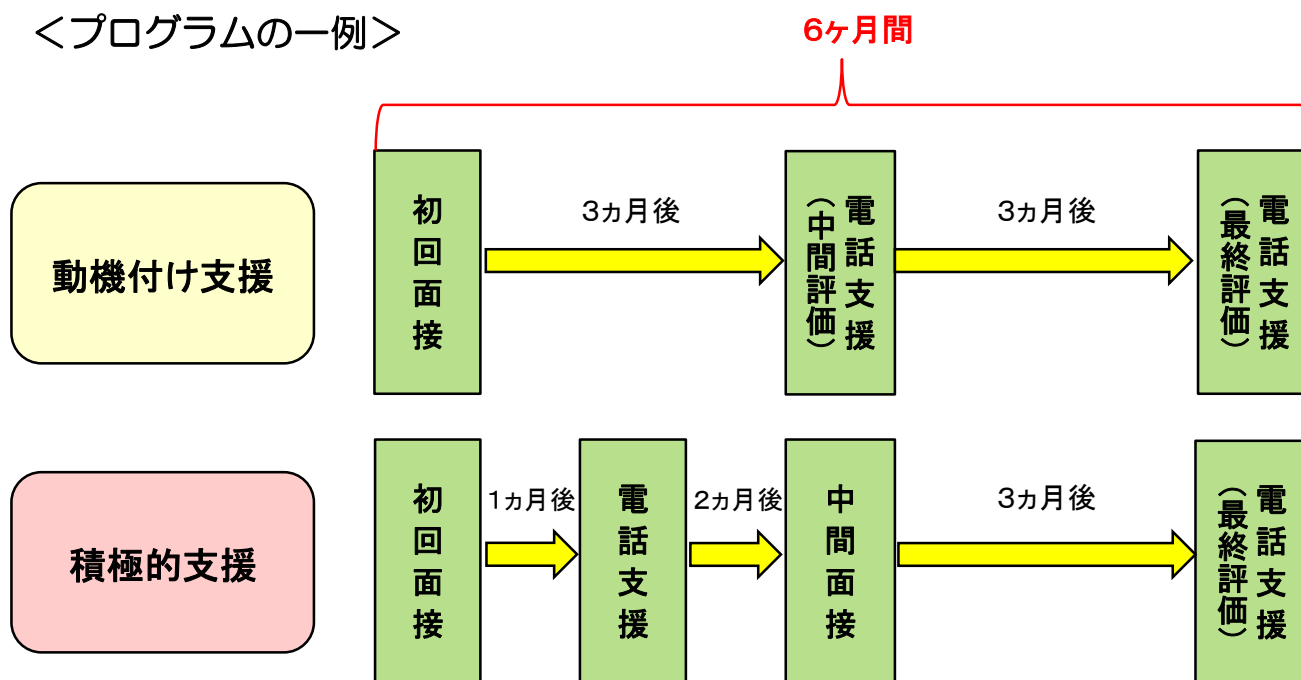 ＜プログラムの一例＞
6ヶ月間
動機付け支援
初回面接
3ヵ月後
電話支援
（中間評価）
3ヵ月後
電話支援
（最終評価）
積極的支援
初回面接
1ヵ月後
電話支援
2ヵ月後
中間面接
3ヵ月後
電話支援
（最終評価）